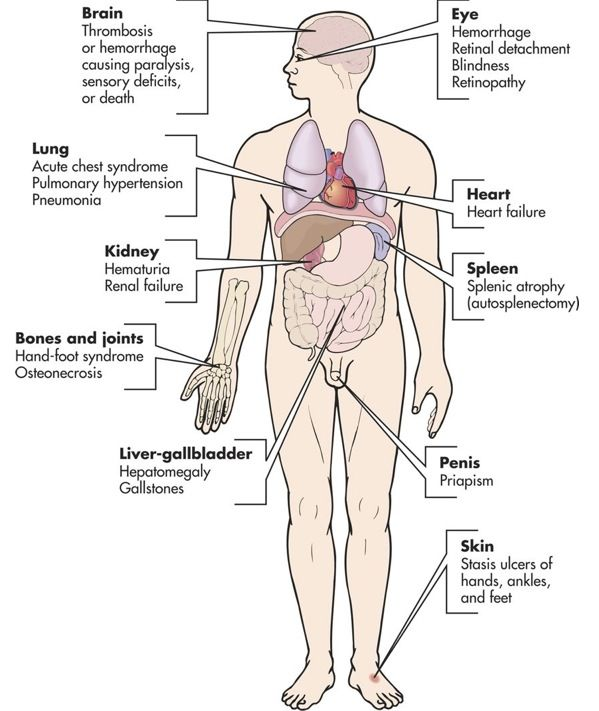 Brain
Thrombosis
or hemorrhage
causing paralysis,
sensory deficits,
or death
Eye
Hemorrhage
Retinal detachment
Blindness
Retinopathy
Lung
Acute chest syndrome
Pulmonary hypertension
Pneumonia
Heart
Heart failure
Kidney
Hematuria
Renal failure
Spleen
Splenic atrophy
(autosplenectomy)
Bones and joints
Hand-foot syndrome
Osteonecrosis
Liver-gallbladder
Hepatomegaly
Gallstones
Penis
Priapism
Skin
Stasis ulcers of
hands, ankles,
and feet